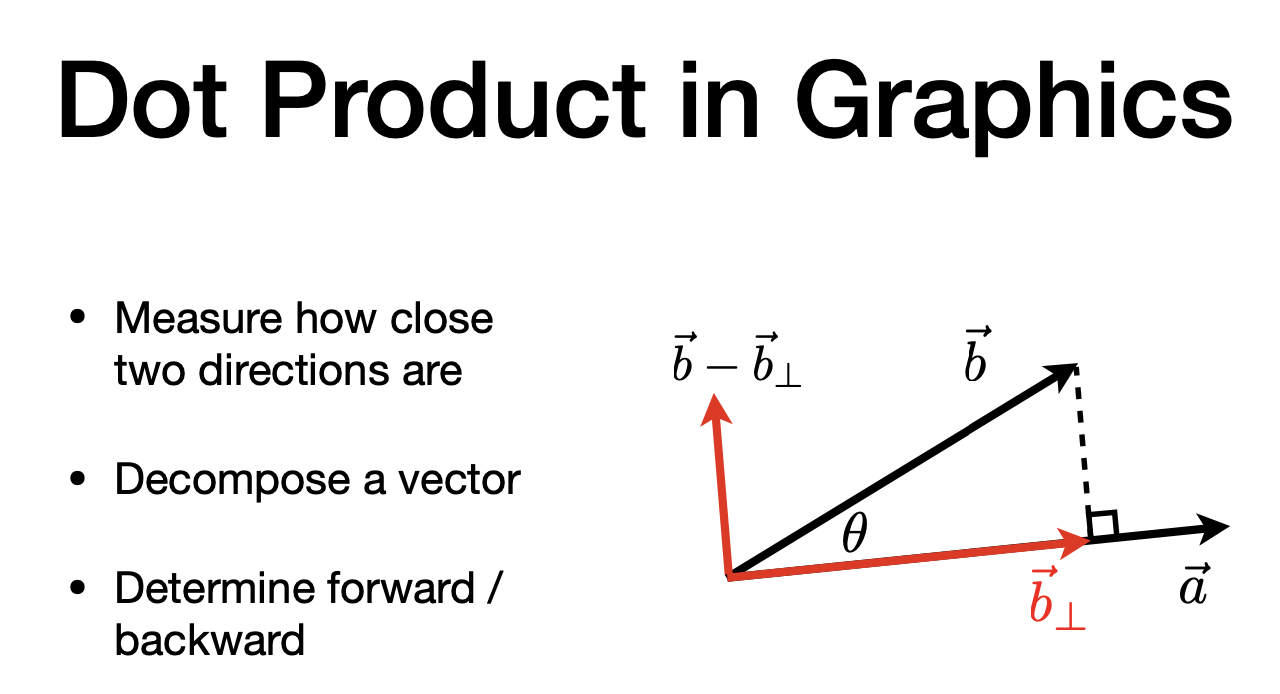 Dot Product in Graphics
• Measure how close
two directions are
• Decompose a vector
• Determine forward /
backward
$\vec{b} - \vec{b}_\perp$
$\vec{b}$
$\theta$
$\vec{b}_\perp$
$\vec{a}$